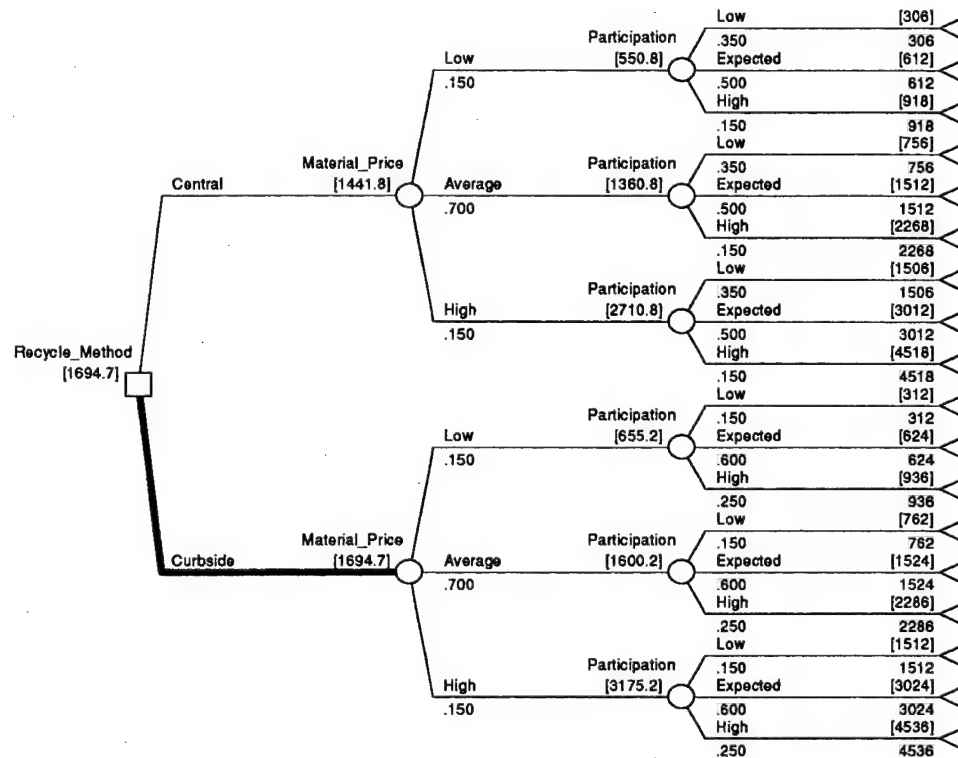 Low [306]
Participation .350 306
Low [550.8] Expected [612]
.150 .500 612
High [918]
.150 918
Material_Price Participation Low [756]
Central [1441.8] Average [1360.8] .350 756
Expected [1512]
.700 .500 1512
High [2268]
.150 2268
Low [1506]
Participation .350 1506
High [2710.8] Expected [3012]
.150 .500 3012
High [4518]
Recycle_Method
[1694.7]
.150 4518
Low [312]
Participation .150 312
Low [655.2] Expected [624]
.150 .600 624
High [936]
.250 936
Low [762]
Material_Price Participation .150 762
Curbside [1694.7] Average [1600.2] Expected [1524]
.700 .600 1524
High [2286]
.250 2286
Low [1512]
Participation .150 1512
High [3175.2] Expected [3024]
.150 .600 3024
High [4536]
.250 4536